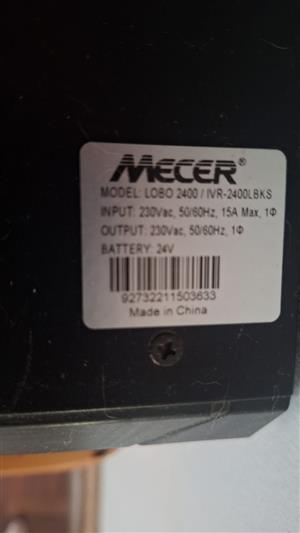 MECER®
MODEL: LOBO 2400 / IVR-2400LBKS
INPUT: 230Vac, 50/60Hz, 15A Max, 1Φ
OUTPUT: 230Vac, 50/60Hz, 1Φ
BATTERY: 24V
92732211503633
Made in China